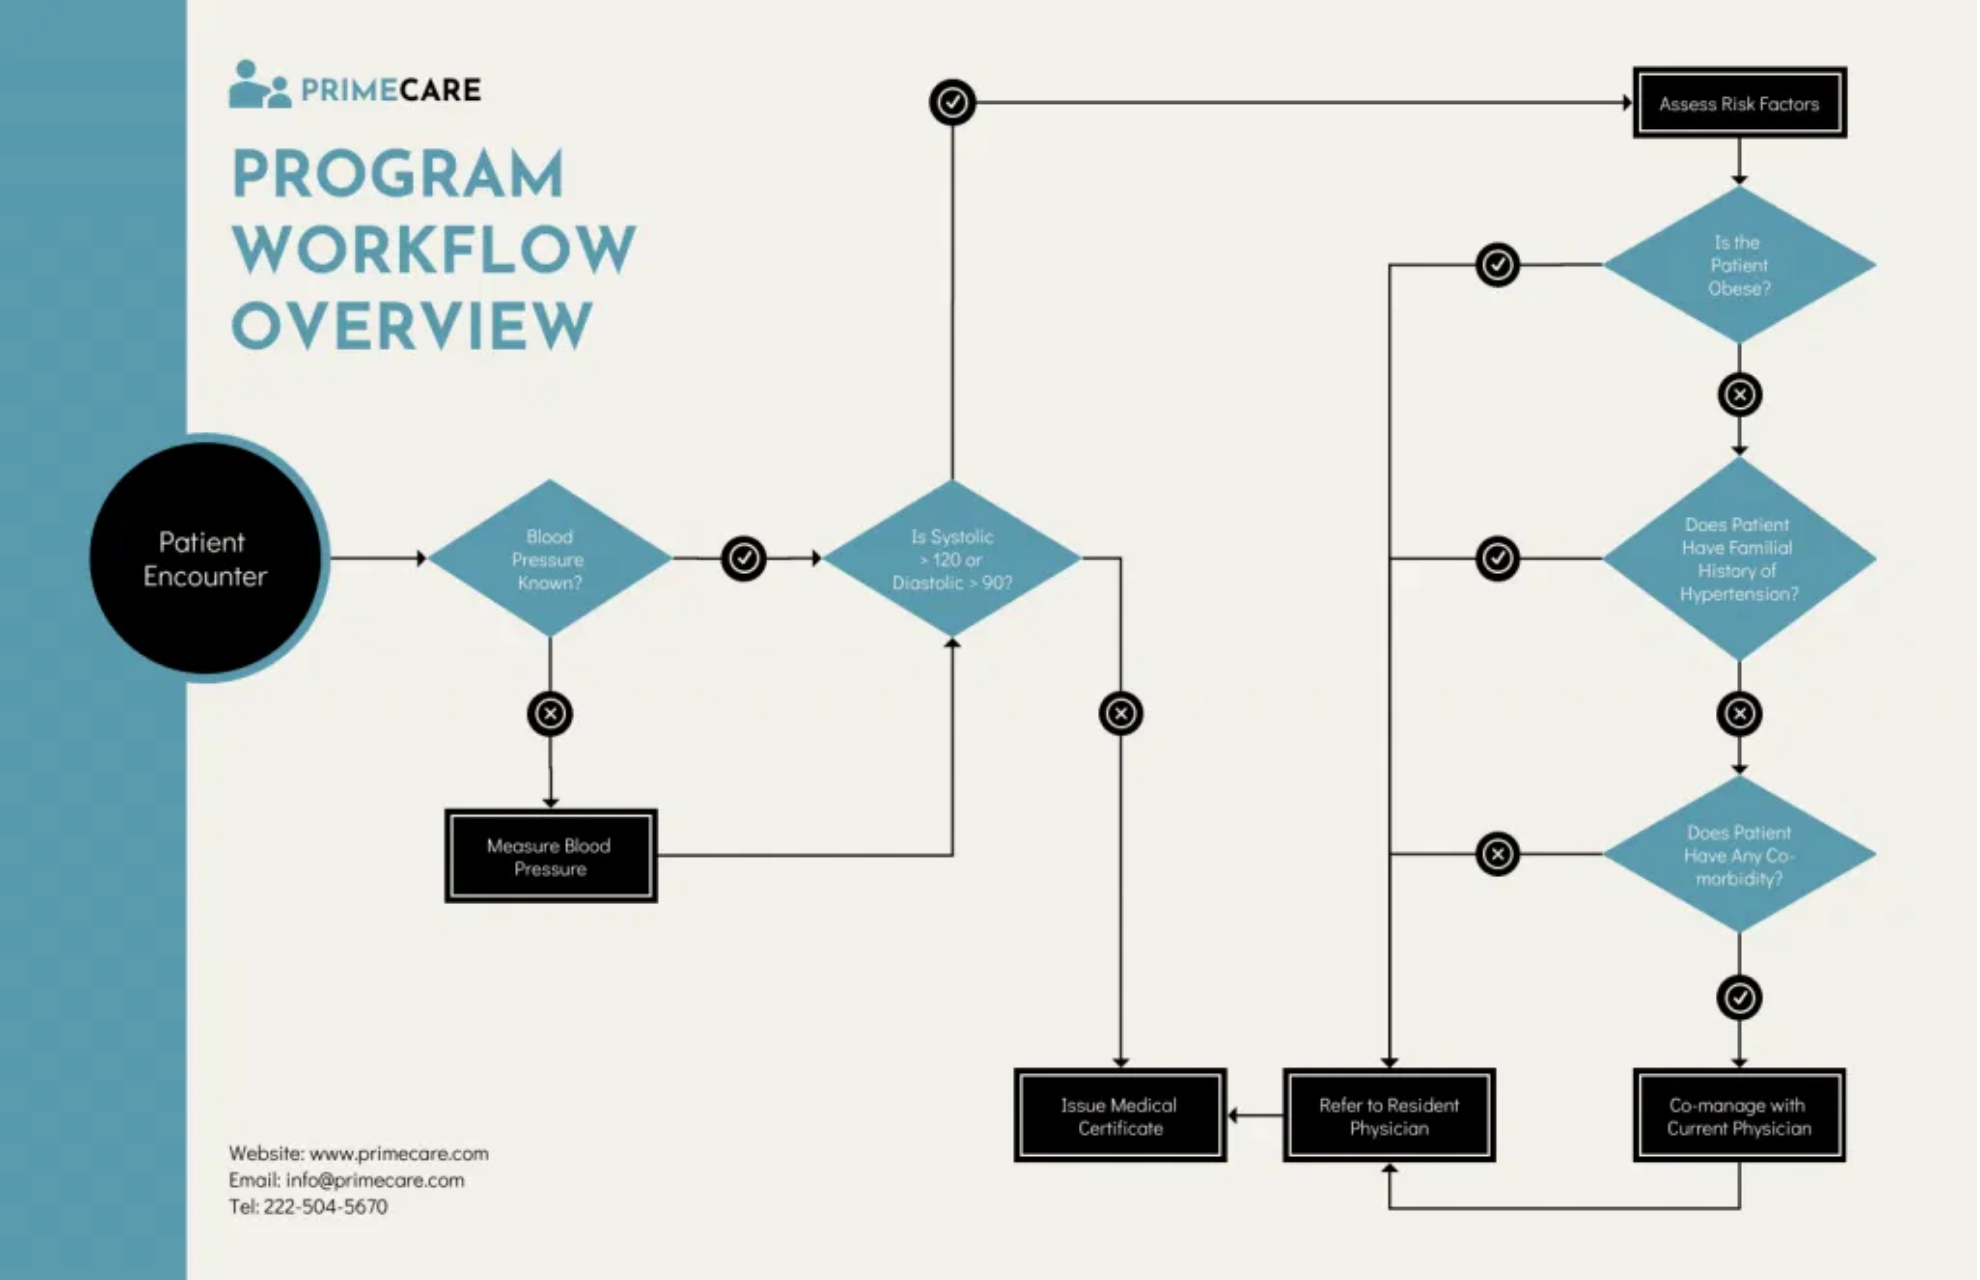 PRIMECARE
PROGRAM
WORKFLOW
OVERVIEW
Patient
Encounter
Blood
Pressure
Known?
Measure Blood
Pressure
Is Systolic
> 120 or
Diastolic > 90?
Assess Risk Factors
Is the
Patient
Obese?
Does Patient
Have Familial
History of
Hypertension?
Does Patient
Have Any Co-
morbidity?
Issue Medical
Certificate
Refer to Resident
Physician
Co-manage with
Current Physician
Website: www.primecare.com
Email: info@primecare.com
Tel: 222-504-5670